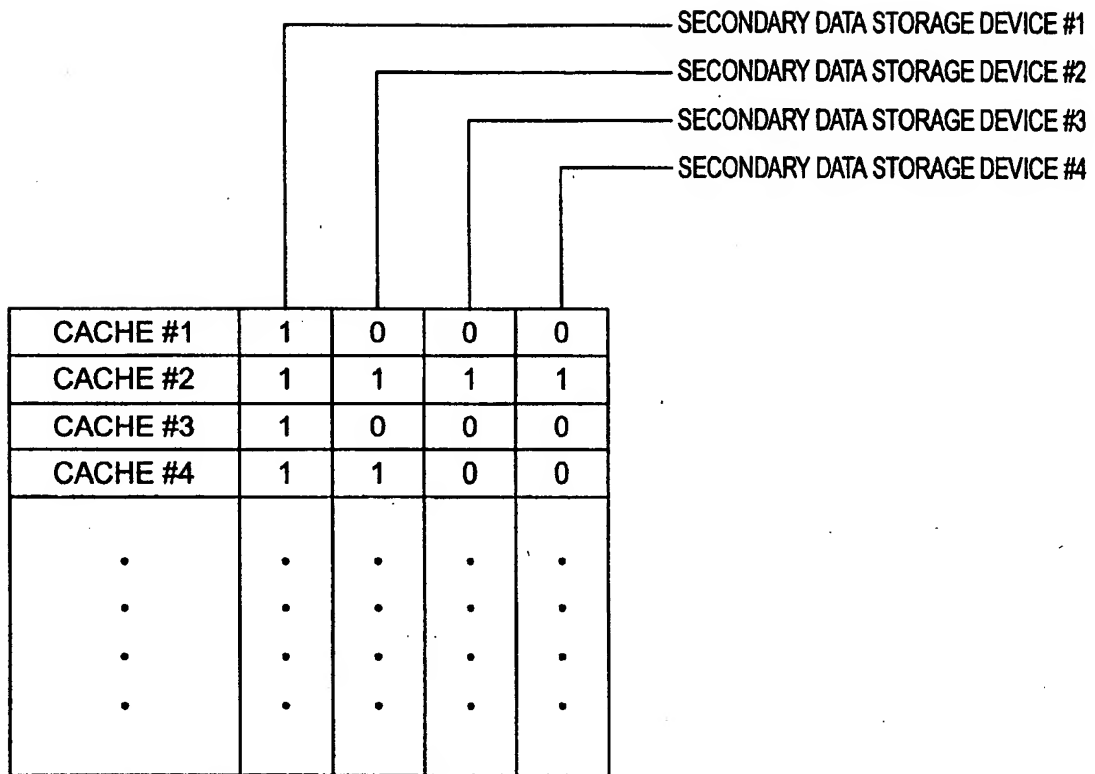 SECONDARY DATA STORAGE DEVICE #1
SECONDARY DATA STORAGE DEVICE #2
SECONDARY DATA STORAGE DEVICE #3
SECONDARY DATA STORAGE DEVICE #4
CACHE #1 1 0 0 0
CACHE #2 1 1 1 1
CACHE #3 1 0 0 0
CACHE #4 1 1 0 0
. . . . .
. . . . .
. . . . .
. . . . .